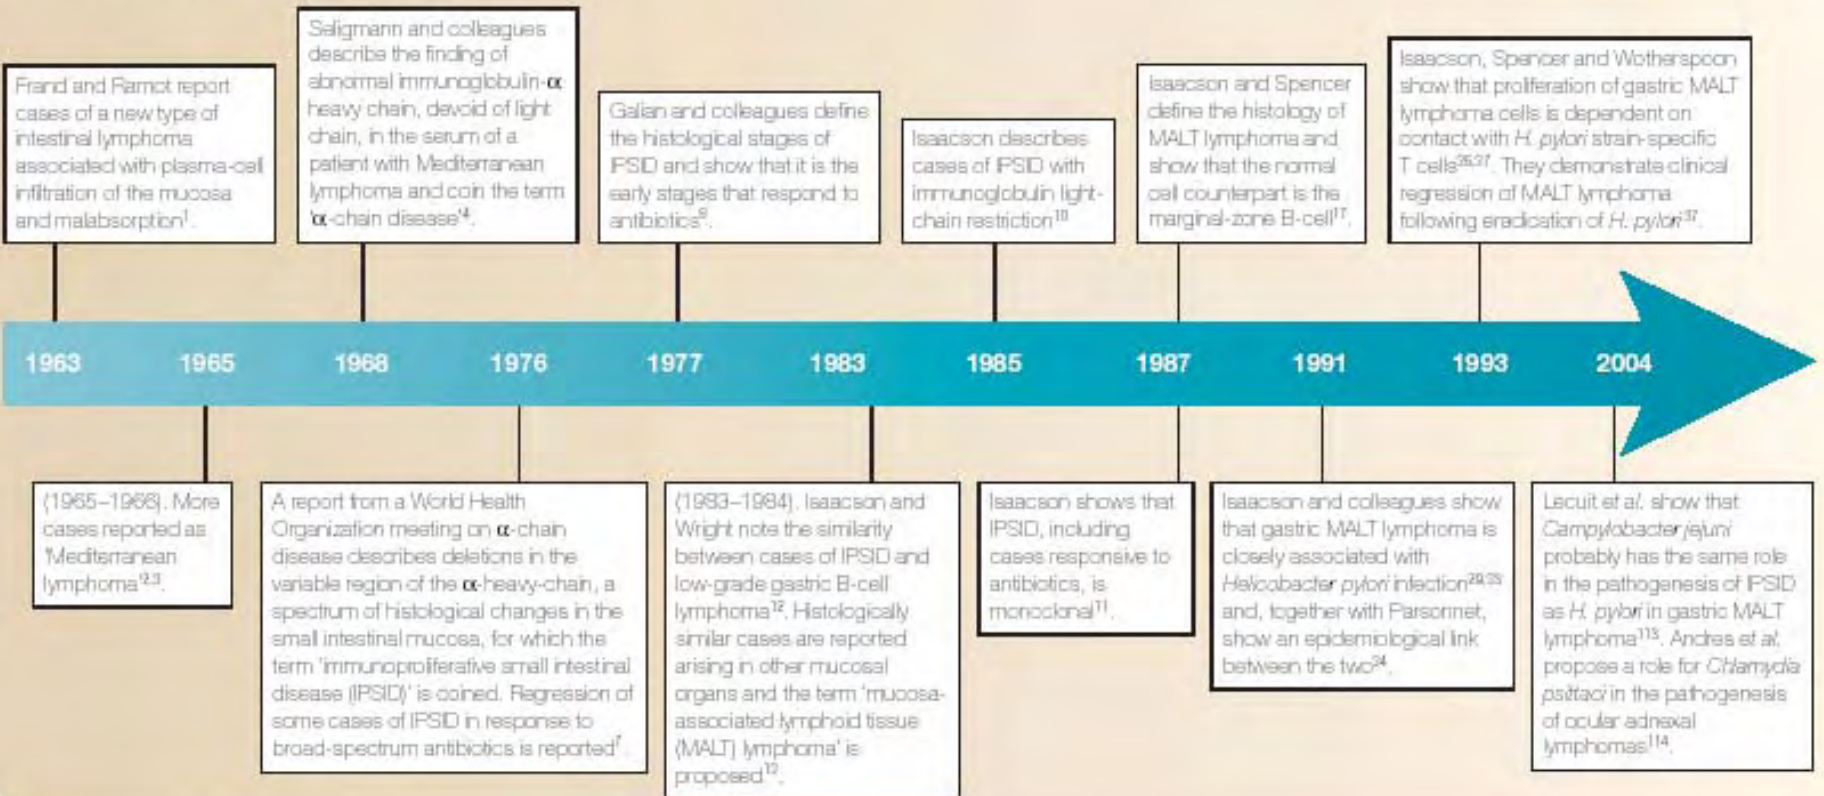 Frand and Ramot report
cases of a new type of
intestinal lymphoma
associated with plasma-cell
infiltration of the mucosa
and malabsorption¹.
Seligmann and colleagues
describe the finding of
abnormal immunoglobulin-α
heavy chain, devoid of light
chain, in the serum of a
patient with Mediterranean
lymphoma and coin the term
'α-chain disease'⁴.
Galian and colleagues define
the histological stages of
IPSID and show that it is the
early stages that respond to
antibiotics⁹.
Isaacson describes
cases of IPSID with
immunoglobulin light-
chain restriction¹⁰
Isaacson and Spencer
define the histology of
MALT lymphoma and
show that the normal
cell counterpart is the
marginal-zone B-cell¹⁷.
Isaacson, Spencer and Wotherspoon
show that proliferation of gastric MALT
lymphoma cells is dependent on
contact with H. pylori strain-specific
T cells³⁶,³⁷. They demonstrate clinical
regression of MALT lymphoma
following eradication of H. pylori³⁷.
1963 1965 1968 1976 1977 1983 1985 1987 1991 1993 2004
(1965–1966). More
cases reported as
'Mediterranean
lymphoma'²,³.
A report from a World Health
Organization meeting on α-chain
disease describes deletions in the
variable region of the α-heavy-chain, a
spectrum of histological changes in the
small intestinal mucosa, for which the
term 'immunoproliferative small intestinal
disease (IPSID)' is coined. Regression of
some cases of IPSID in response to
broad-spectrum antibiotics is reported⁷.
(1983–1984). Isaacson and
Wright note the similarity
between cases of IPSID and
low-grade gastric B-cell
lymphoma¹². Histologically
similar cases are reported
arising in other mucosal
organs and the term 'mucosa-
associated lymphoid tissue
(MALT) lymphoma' is
proposed¹³.
Isaacson shows that
IPSID, including
cases responsive to
antibiotics, is
monoclonal¹¹.
Isaacson and colleagues show
that gastric MALT lymphoma is
closely associated with
Helicobacter pylori infection²⁹,³³
and, together with Parsonnet,
show an epidemiological link
between the two³⁴.
Lecuit et al. show that
Campylobacter jejuni
probably has the same role
in the pathogenesis of IPSID
as H. pylori in gastric MALT
lymphoma¹¹³. Andres et al.
propose a role for Chlamydia
psittaci in the pathogenesis
of ocular adnexal
lymphomas¹¹⁴.